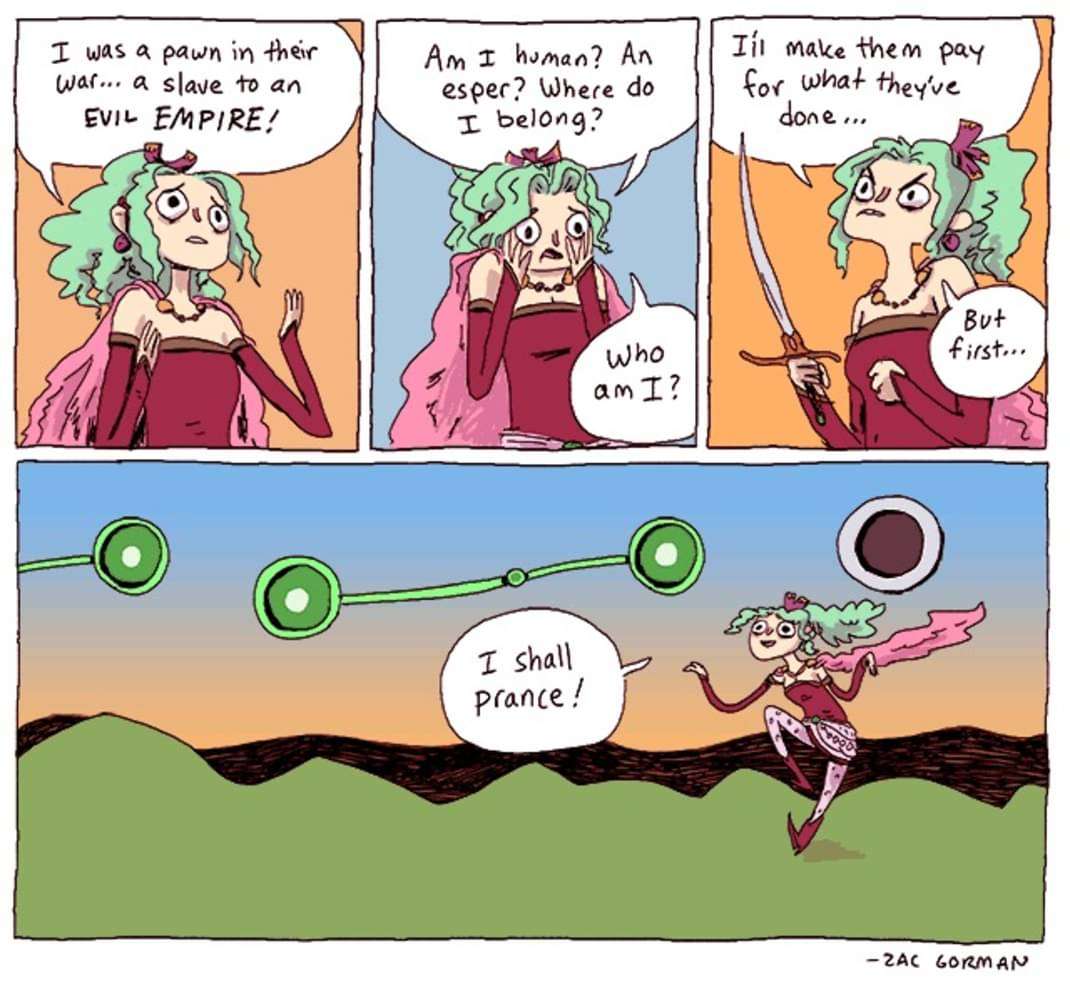 I was a pawn in their
war... a slave to an
EVIL EMPIRE!
Am I human? An
esper? Where do
I belong?
Who
am I?
I'll make them pay
for what they've
done...
But
first...
I shall
prance!
-ZAC GORMAN